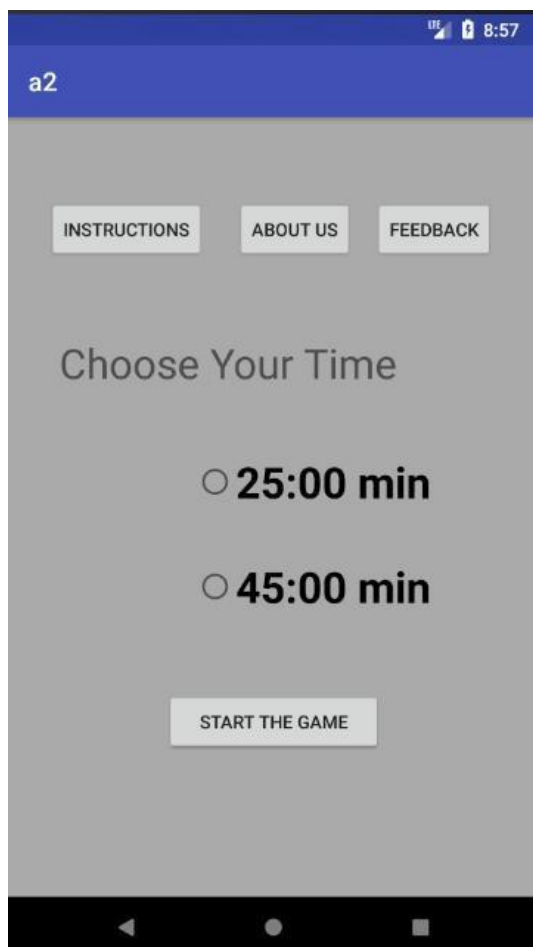 LTE 8:57
a2
INSTRUCTIONS ABOUT US FEEDBACK
Choose Your Time
25:00 min
45:00 min
START THE GAME